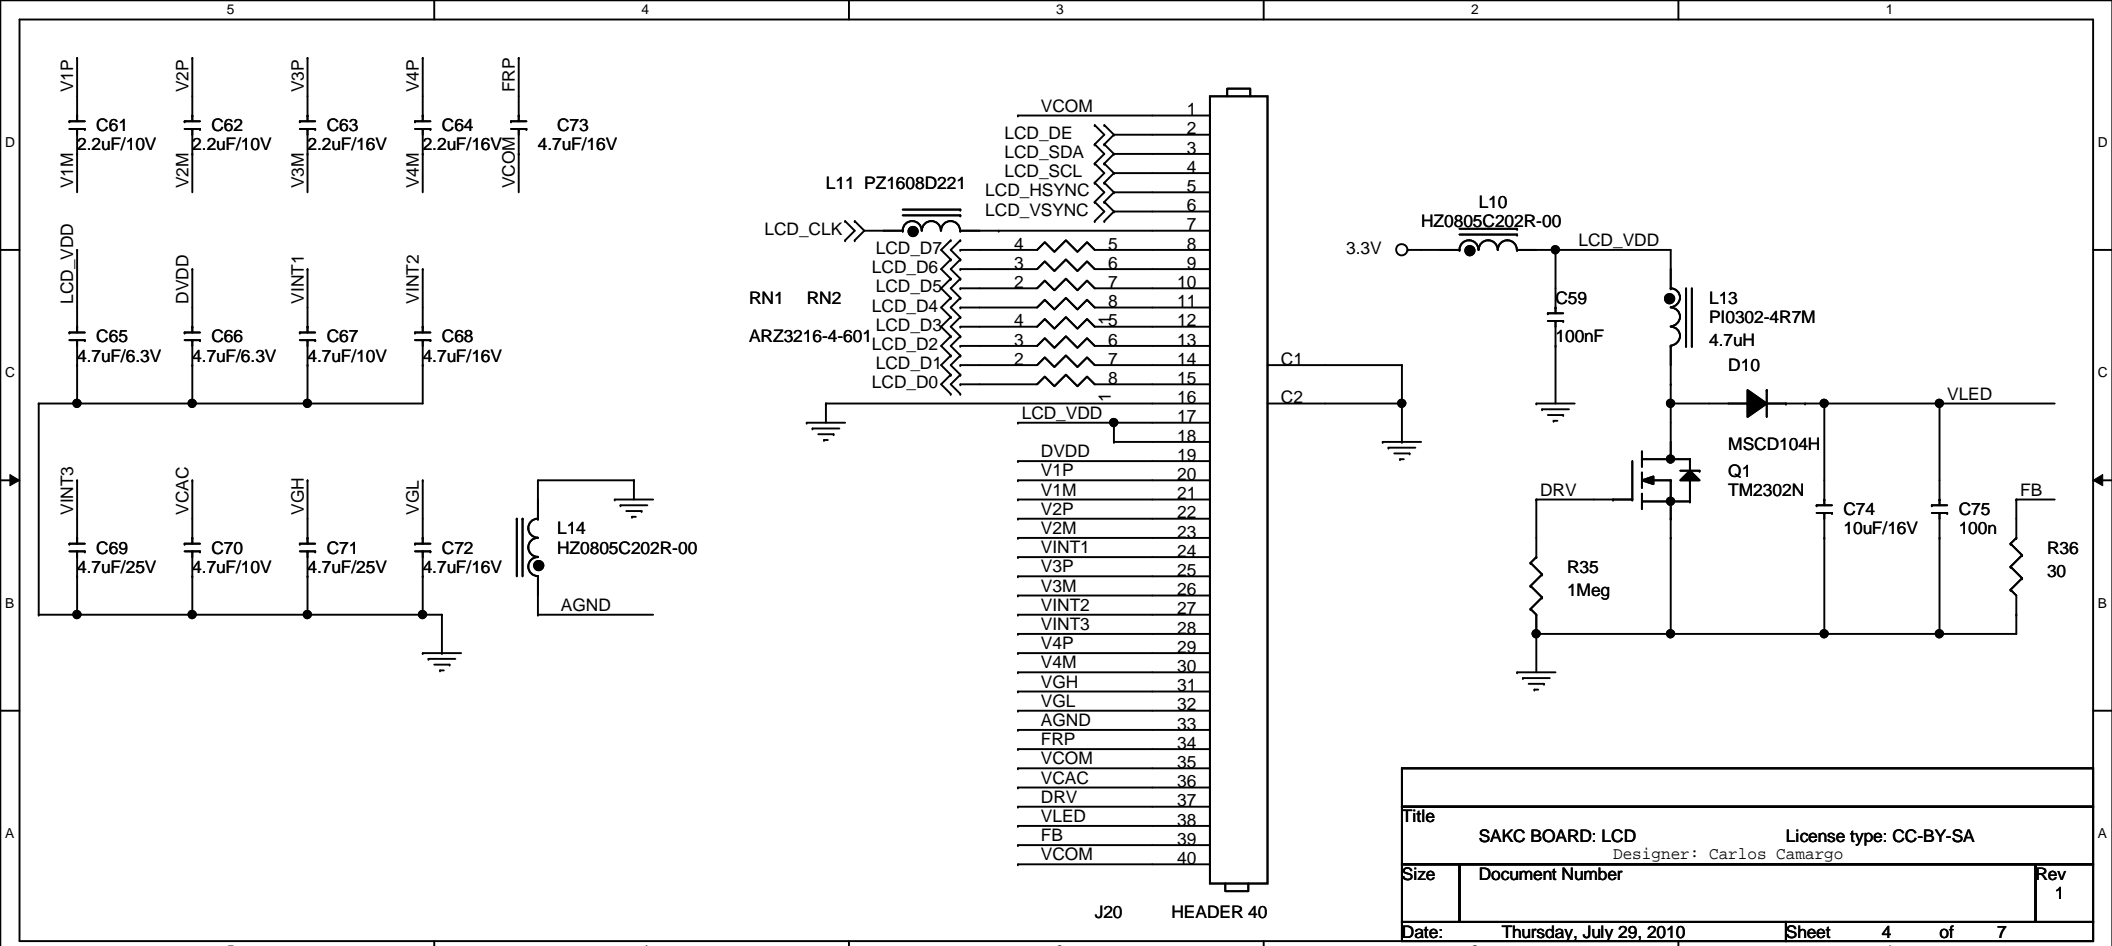 5 4 3 2 1
D
D
C
C
B
B
A
A
V1P V2P V3P V4P FRP
C61 C62 C63 C64 C73
2.2uF/10V 2.2uF/10V 2.2uF/16V 2.2uF/16V 4.7uF/16V
V1M V2M V3M V4M VCOM
LCD_VDD DVDD VINT1 VINT2
C65 C66 C67 C68
4.7uF/6.3V 4.7uF/6.3V 4.7uF/10V 4.7uF/16V
VINT3 VCAC VGH VGL
C69 C70 C71 C72
4.7uF/25V 4.7uF/10V 4.7uF/25V 4.7uF/16V
L14
HZ0805C202R-00
AGND
L11 PZ1608D221
LCD_CLK
RN1 RN2
ARZ3216-4-601
VCOM 1
LCD_DE 2
LCD_SDA 3
LCD_SCL 4
LCD_HSYNC 5
LCD_VSYNC 6
7
LCD_D7 4 5 8
LCD_D6 3 6 9
LCD_D5 2 7 10
LCD_D4 8 11
1
LCD_D3 4 5 12
LCD_D2 3 6 13
LCD_D1 2 7 14
LCD_D0 8 15
1
16
LCD_VDD 17
18
DVDD 19
V1P 20
V1M 21
V2P 22
V2M 23
VINT1 24
V3P 25
V3M 26
VINT2 27
VINT3 28
V4P 29
V4M 30
VGH 31
VGL 32
AGND 33
FRP 34
VCOM 35
VCAC 36
DRV 37
VLED 38
FB 39
VCOM 40
C1
C2
J20 HEADER 40
L10
HZ0805C202R-00
3.3V
LCD_VDD
C59
100nF
L13
PI0302-4R7M
4.7uH
D10
MSCD104H
VLED
Q1
TM2302N
DRV
R35
1Meg
C74
10uF/16V
C75
100n
FB
R36
30
Title
SAKC BOARD: LCD License type: CC-BY-SA
Designer: Carlos Camargo
Size Document Number Rev
1
Date: Thursday, July 29, 2010 Sheet 4 of 7